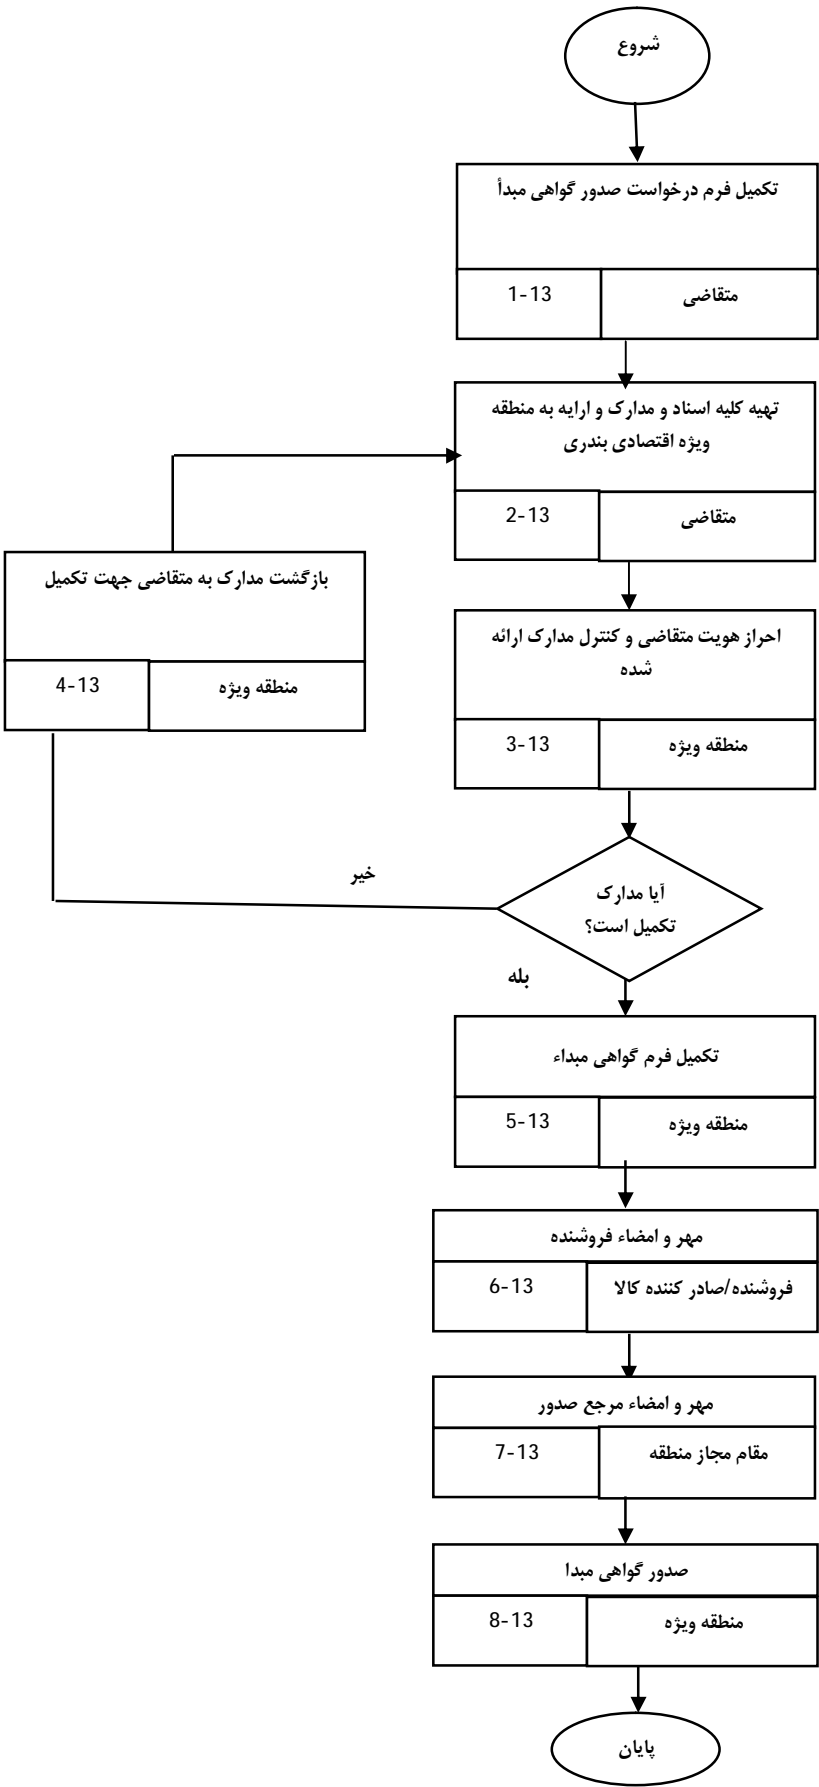 شروع
تکمیل فرم درخواست صدور گواهی مبدأ
متقاضی
1-13
تهیه کلیه اسناد و مدارک و ارایه به منطقه
ویژه اقتصادی بندری
متقاضی
2-13
احراز هویت متقاضی و کنترل مدارک ارائه
شده
منطقه ویژه
3-13
بازگشت مدارک به متقاضی جهت تکمیل
منطقه ویژه
4-13
آیا مدارک
تکمیل است؟
خیر
بله
تکمیل فرم گواهی مبداء
منطقه ویژه
5-13
مهر و امضاء فروشنده
فروشنده/صادر کننده کالا
6-13
مهر و امضاء مرجع صدور
مقام مجاز منطقه
7-13
صدور گواهی مبدا
منطقه ویژه
8-13
پایان